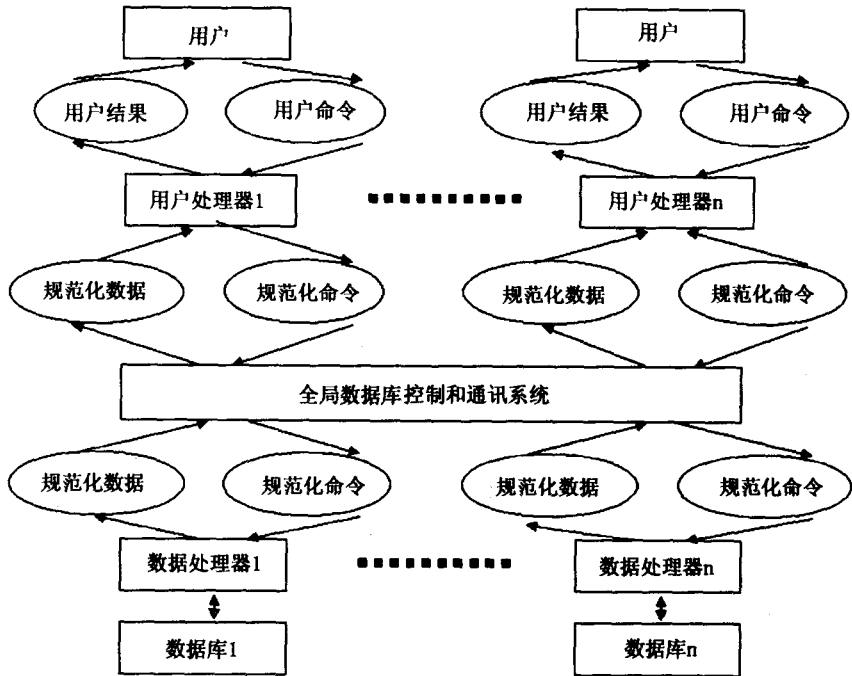 用户
用户
用户结果
用户命令
用户结果
用户命令
用户处理器1
用户处理器n
规范化数据
规范化命令
规范化数据
规范化命令
全局数据库控制和通讯系统
规范化数据
规范化命令
规范化数据
规范化命令
数据处理器1
数据处理器n
数据库1
数据库n